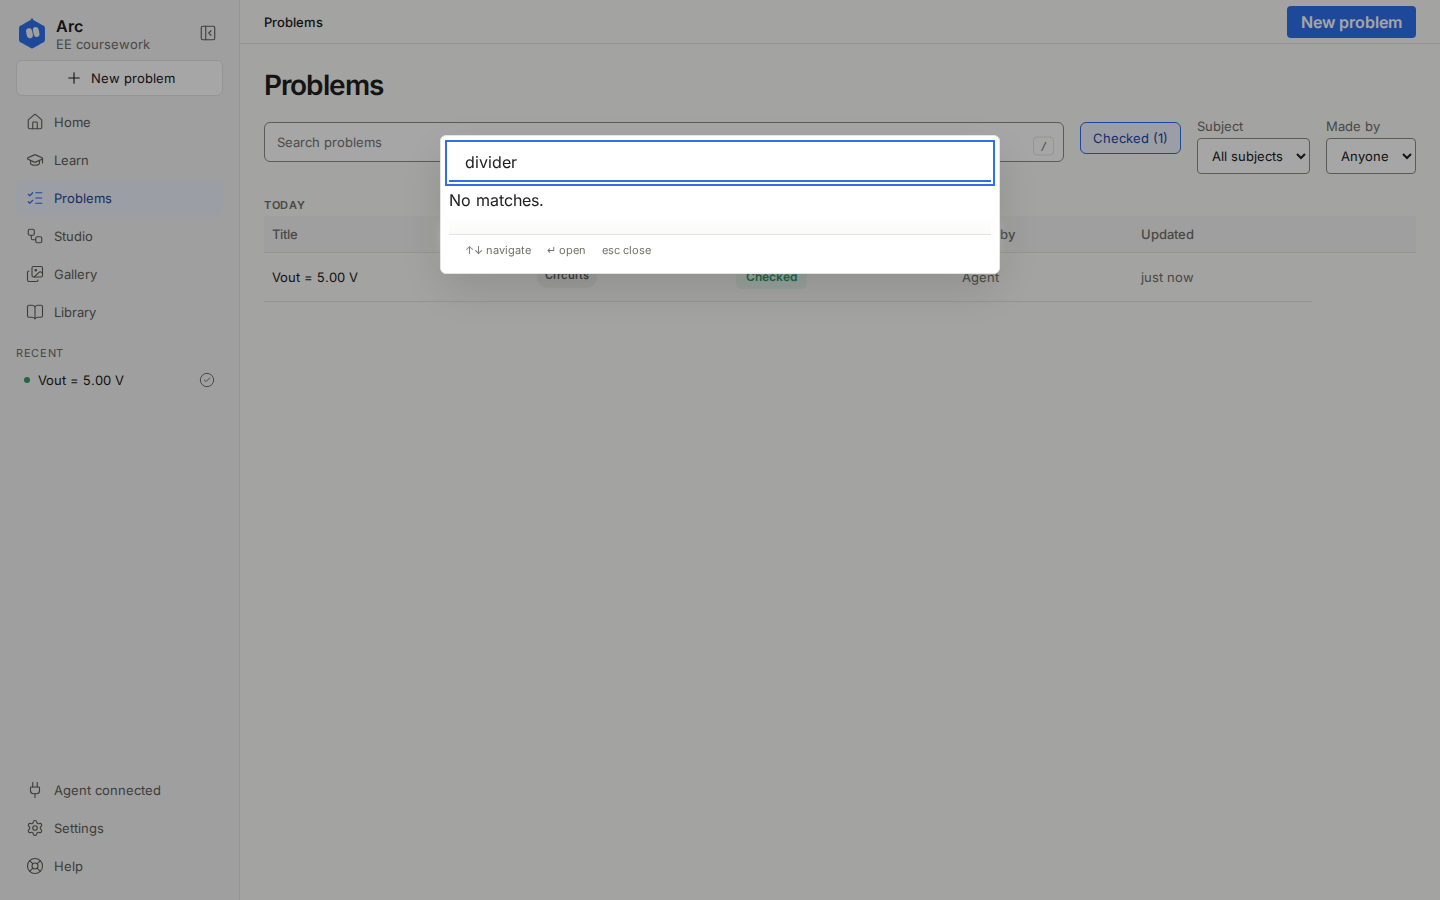 Arc
EE coursework
New problem
Home
Learn
Problems
Studio
Gallery
Library
RECENT
Vout = 5.00 V
Agent connected
Settings
Help
Problems
New problem
Problems
Search problems
/
Checked (1)
Subject
All subjects
Made by
Anyone
divider
No matches.
↑↓ navigate ↵ open esc close
TODAY
Title by Updated
Vout = 5.00 V Circuits Checked Agent just now